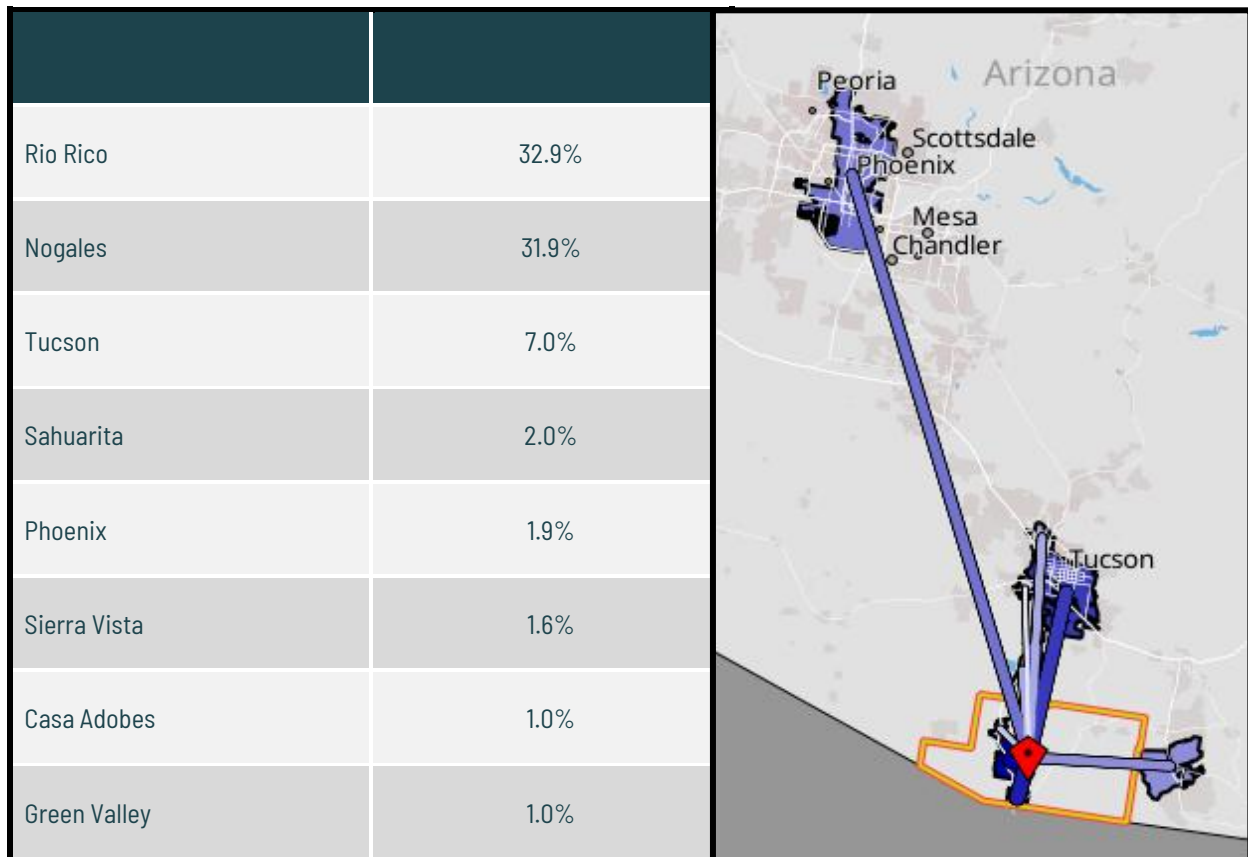 Rio Rico 32.9%
Nogales 31.9%
Tucson 7.0%
Sahuarita 2.0%
Phoenix 1.9%
Sierra Vista 1.6%
Casa Adobes 1.0%
Green Valley 1.0%
Arizona
Peoria
Scottsdale
Phoenix
Mesa
Chandler
Tucson